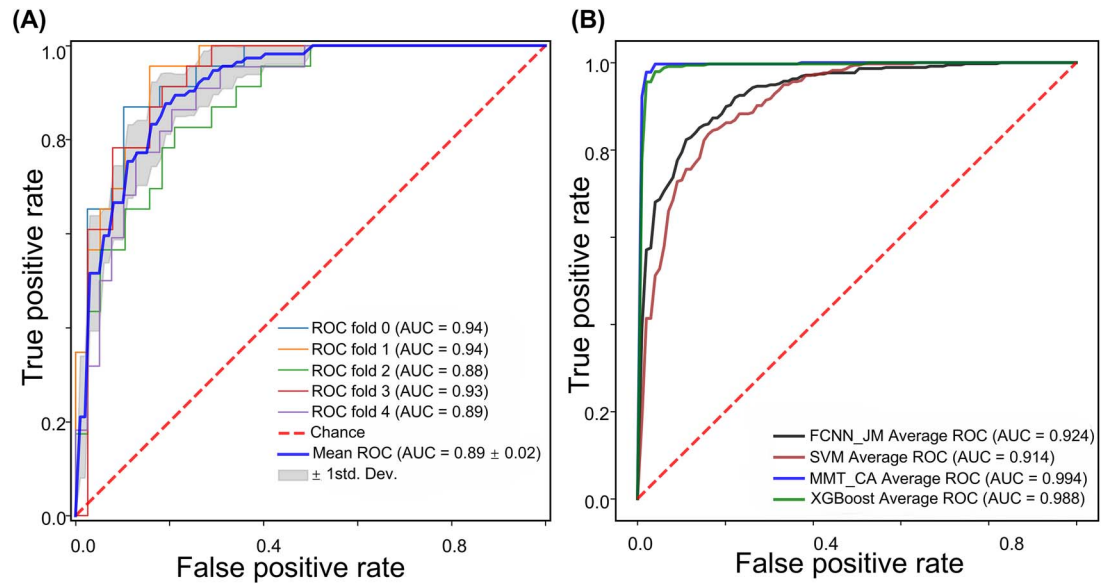 (A)
1.0
0.8
0.2
0.0
True positive rate
ROC fold 0 (AUC = 0.94)
ROC fold 1 (AUC = 0.94)
ROC fold 2 (AUC = 0.88)
ROC fold 3 (AUC = 0.93)
ROC fold 4 (AUC = 0.89)
Chance
Mean ROC (AUC = 0.89 ± 0.02)
± 1std. Dev.
0.0 0.4 0.8
False positive rate
(B)
1.0
0.8
0.2
0.0
True positive rate
FCNN_JM Average ROC (AUC = 0.924)
SVM Average ROC (AUC = 0.914)
MMT_CA Average ROC (AUC = 0.994)
XGBoost Average ROC (AUC = 0.988)
0.0 0.4 0.8
False positive rate